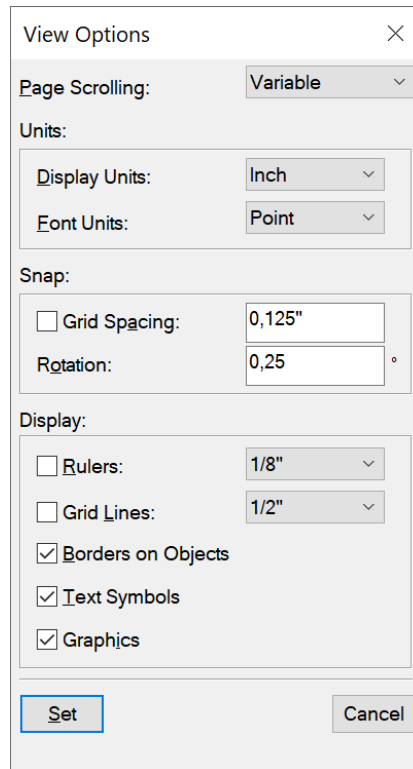 View Options
Page Scrolling: Variable
Units:
Display Units: Inch
Font Units: Point
Snap:
Grid Spacing: 0,125"
Rotation: 0,25 °
Display:
Rulers: 1/8"
Grid Lines: 1/2"
Borders on Objects
Text Symbols
Graphics
Set Cancel